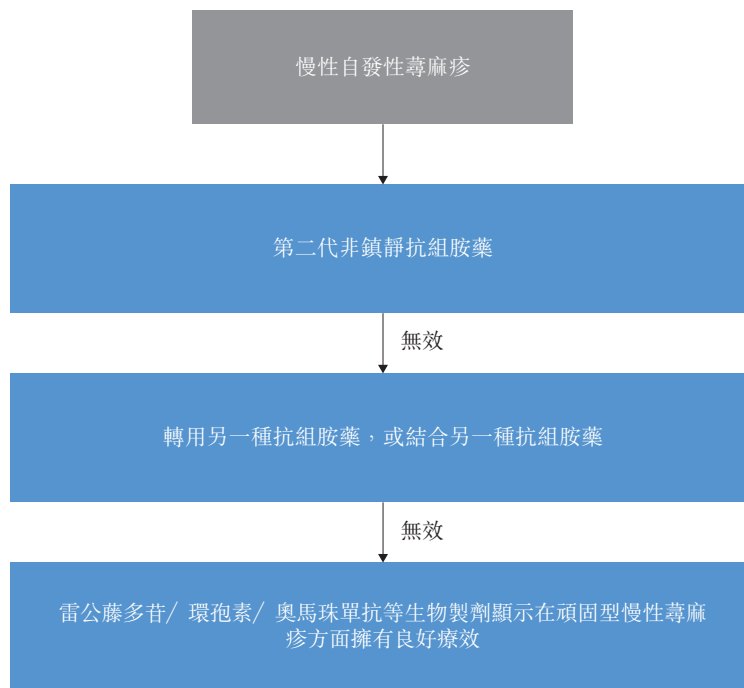 慢性自發性蕁麻疹
第二代非鎮靜抗組胺藥
無效
轉用另一種抗組胺藥，或結合另一種抗組胺藥
無效
雷公藤多苷/ 環孢素/ 奧馬珠單抗等生物製劑顯示在頑固型慢性蕁麻
疹方面擁有良好療效